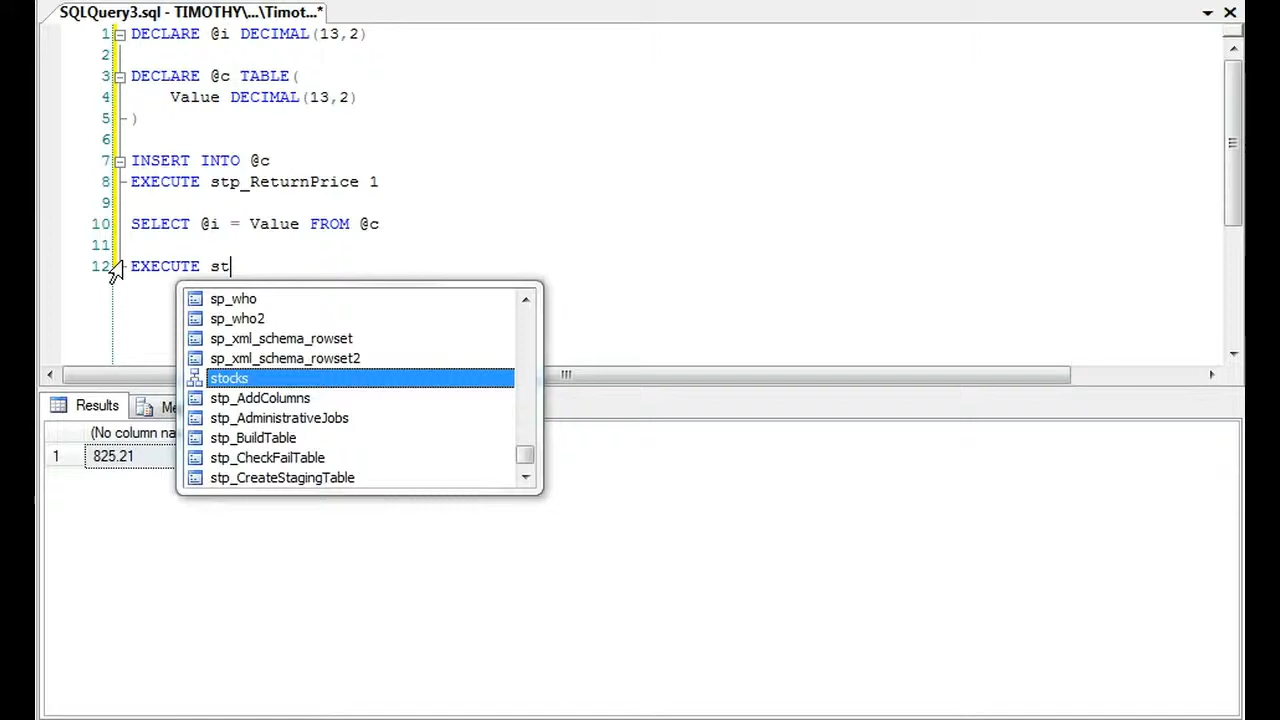 SQLQuery3.sql - TIMOTHY\...\Timot...*
1 DECLARE @i DECIMAL(13,2)
2
3 DECLARE @c TABLE(
4 Value DECIMAL(13,2)
5 )
6
7 INSERT INTO @c
8 EXECUTE stp_ReturnPrice 1
9
10 SELECT @i = Value FROM @c
11
12 EXECUTE st
sp_who
sp_who2
sp_xml_schema_rowset
sp_xml_schema_rowset2
stocks
stp_AddColumns
stp_AdministrativeJobs
stp_BuildTable
stp_CheckFailTable
stp_CreateStagingTable
Results Me
(No column na
1 825.21